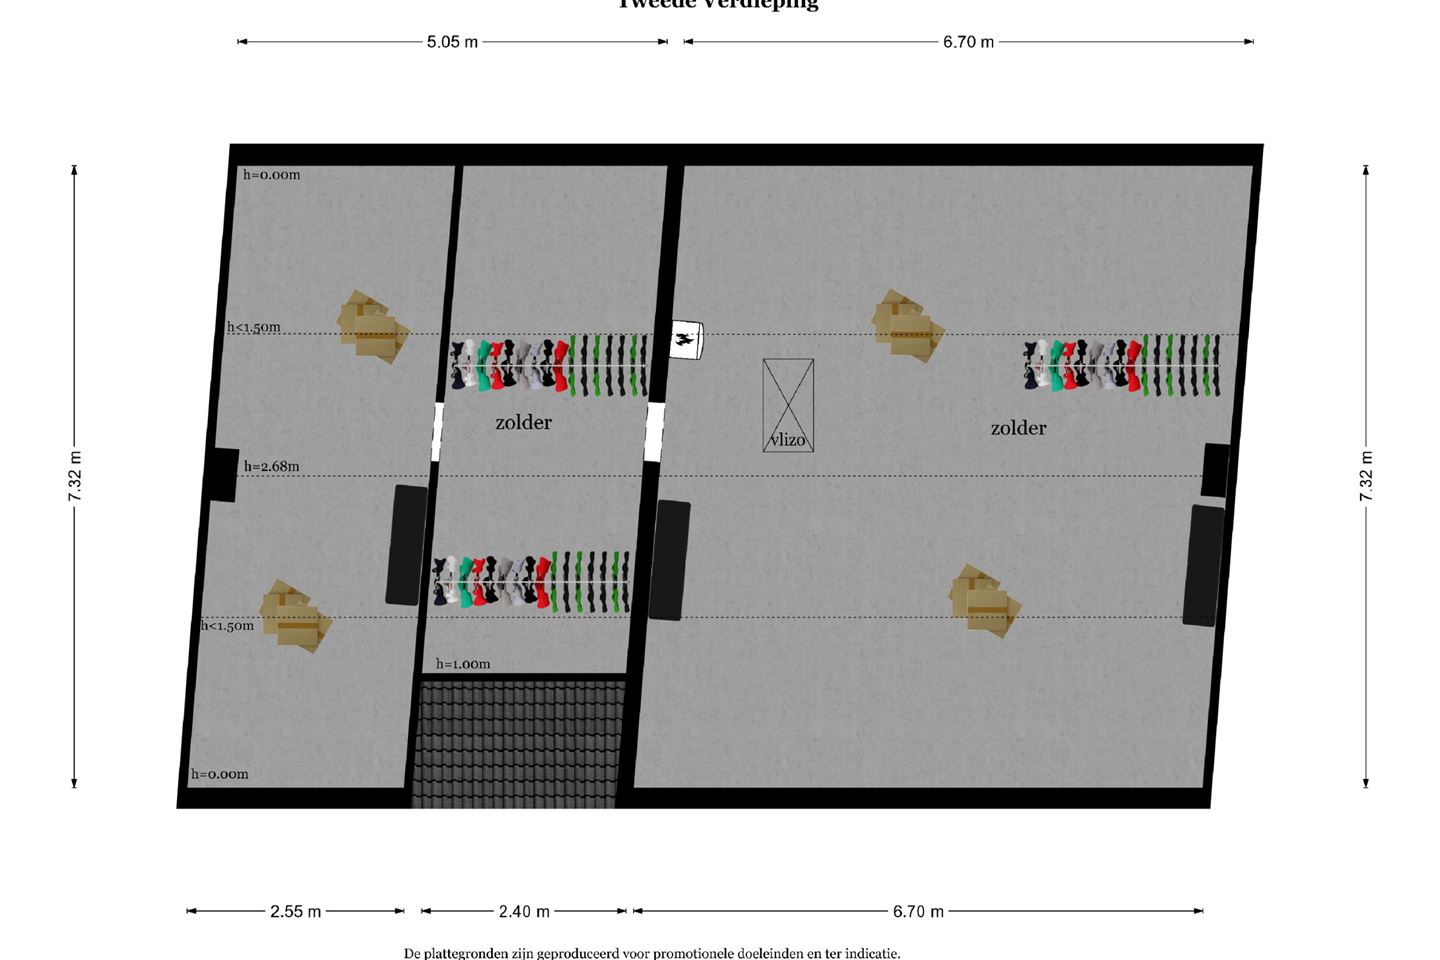 Tweede Verdieping
5.05 m
6.70 m
h=0.00m
h<1.50m
zolder
zolder
vlizo
h=2.68m
7.32 m
7.32 m
h<1.50m
h=1.00m
h=0.00m
2.55 m
2.40 m
6.70 m
De plattegronden zijn geproduceerd voor promotionele doeleinden en ter indicatie.